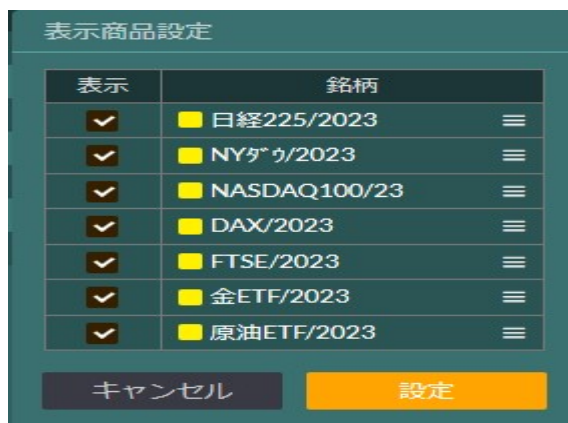 表示商品設定
表示 銘柄
日経225/2023
NYダウ/2023
NASDAQ100/23
DAX/2023
FTSE/2023
金ETF/2023
原油ETF/2023
キャンセル 設定